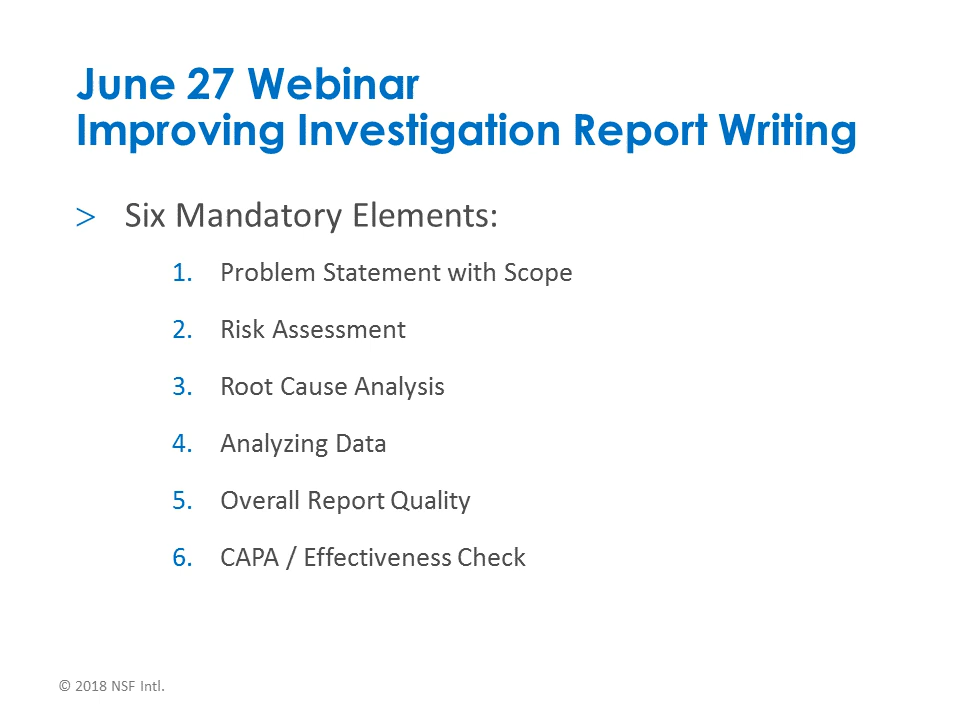 June 27 Webinar
Improving Investigation Report Writing
> Six Mandatory Elements:
1. Problem Statement with Scope
2. Risk Assessment
3. Root Cause Analysis
4. Analyzing Data
5. Overall Report Quality
6. CAPA / Effectiveness Check
© 2018 NSF Intl.